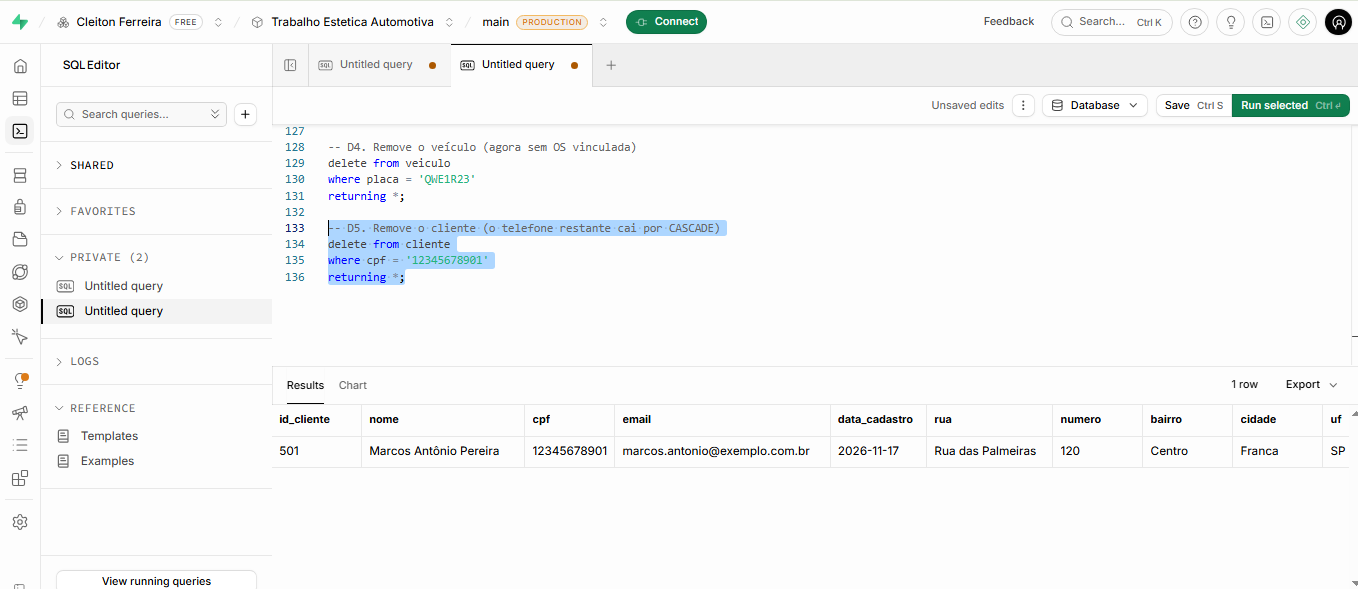 Cleiton Ferreira FREE Trabalho Estetica Automotiva main PRODUCTION Connect Feedback Search... Ctrl K
SQL Editor
SQL Untitled query SQL Untitled query
Search queries...
Unsaved edits Database Save Ctrl S Run selected Ctrl ↵
SHARED
FAVORITES
PRIVATE (2)
SQL Untitled query
SQL Untitled query
LOGS
REFERENCE
Templates
Examples
View running queries
127
128 -- D4. Remove o veículo (agora sem OS vinculada)
129 delete from veiculo
130 where placa = 'QWE1R23'
131 returning *;
132
133 -- D5. Remove o cliente (o telefone restante cai por CASCADE)
134 delete from cliente
135 where cpf = '12345678901'
136 returning *;
Results Chart 1 row Export
id_cliente nome cpf email data_cadastro rua numero bairro cidade uf
501 Marcos Antônio Pereira 12345678901 marcos.antonio@exemplo.com.br 2026-11-17 Rua das Palmeiras 120 Centro Franca SP